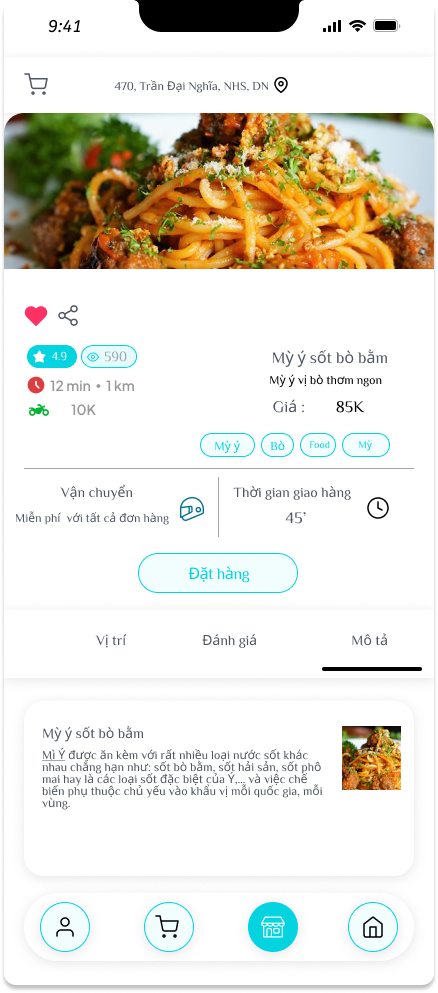 9:41
470, Trần Đại Nghĩa, NHS, DN
4.9
590
12 min • 1 km
10K
Mỳ ý sốt bò bằm
Mỳ ý vị bò thơm ngon
Giá :
85K
Mỳ ý
Bò
Food
Mỳ
Vận chuyển
Miễn phí với tất cả đơn hàng
Thời gian giao hàng
45’
Đặt hàng
Vị trí
Đánh giá
Mô tả
Mỳ ý sốt bò bằm
Mì Ý được ăn kèm với rất nhiều loại nước sốt khác
nhau chẳng hạn như: sốt bò bằm, sốt hải sản, sốt phô
mai hay là các loại sốt đặc biệt của Ý,... và việc chế
biến phụ thuộc chủ yếu vào khẩu vị mỗi quốc gia, mỗi
vùng.